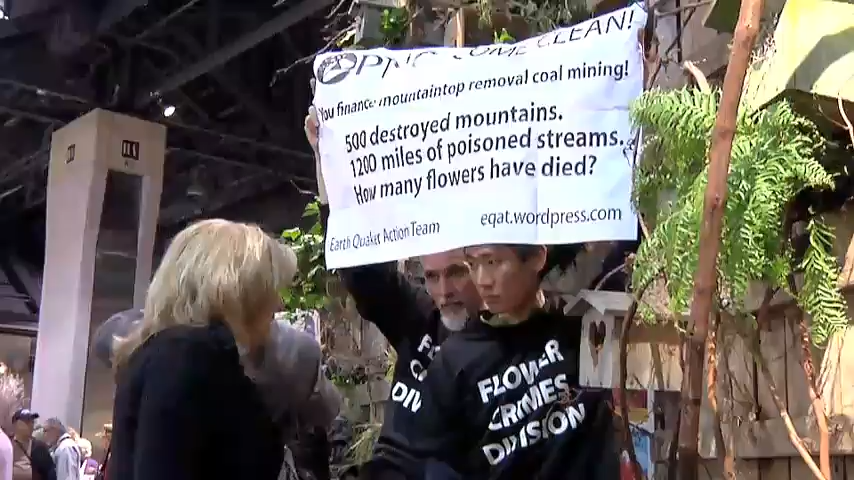 COME CLEAN!
You finance mountaintop removal coal mining!
500 destroyed mountains.
1200 miles of poisoned streams.
How many flowers have died?
Earth Quaker Action Team
eqat.wordpress.com
FLOWER
CRIMES
DIVISION
DIVI